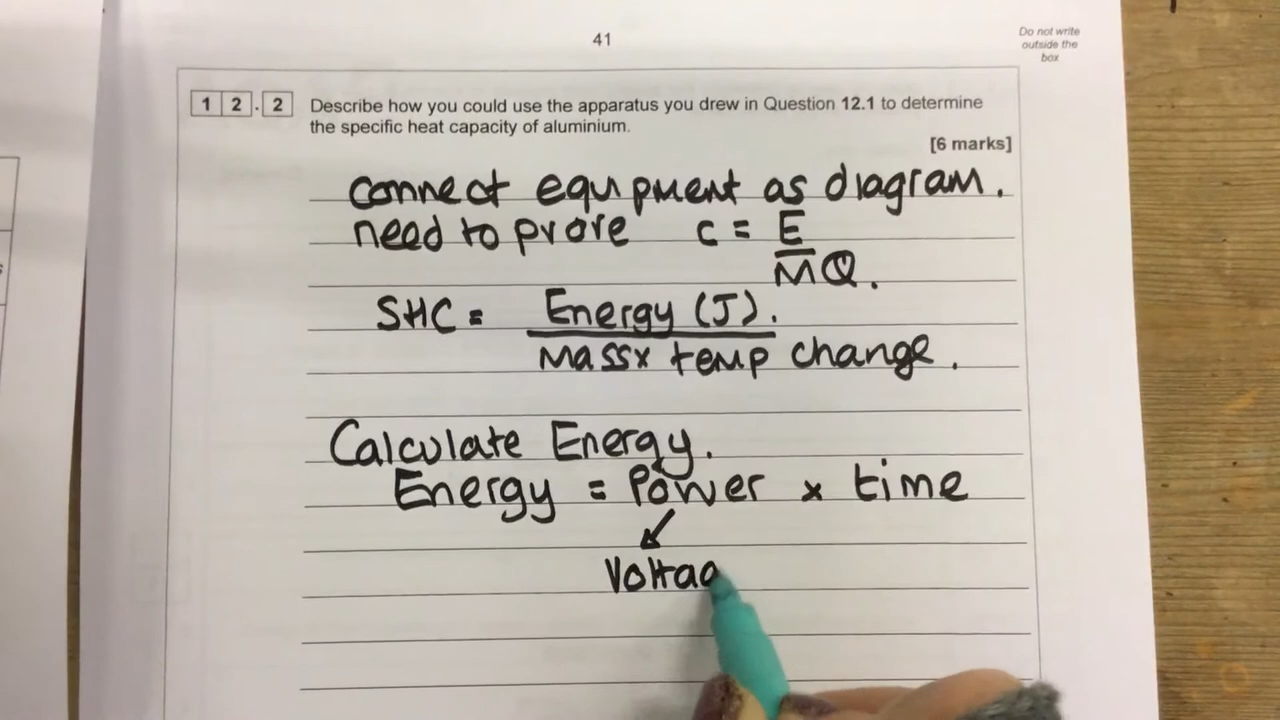 41
Do not write
outside the
box
1 2 . 2 Describe how you could use the apparatus you drew in Question 12.1 to determine
the specific heat capacity of aluminium.
[6 marks]
connect equipment as diagram.
need to prove c = E
MQ.
SHC = Energy (J).
Mass x temp change.
Calculate Energy.
Energy = Power x time
Voltag